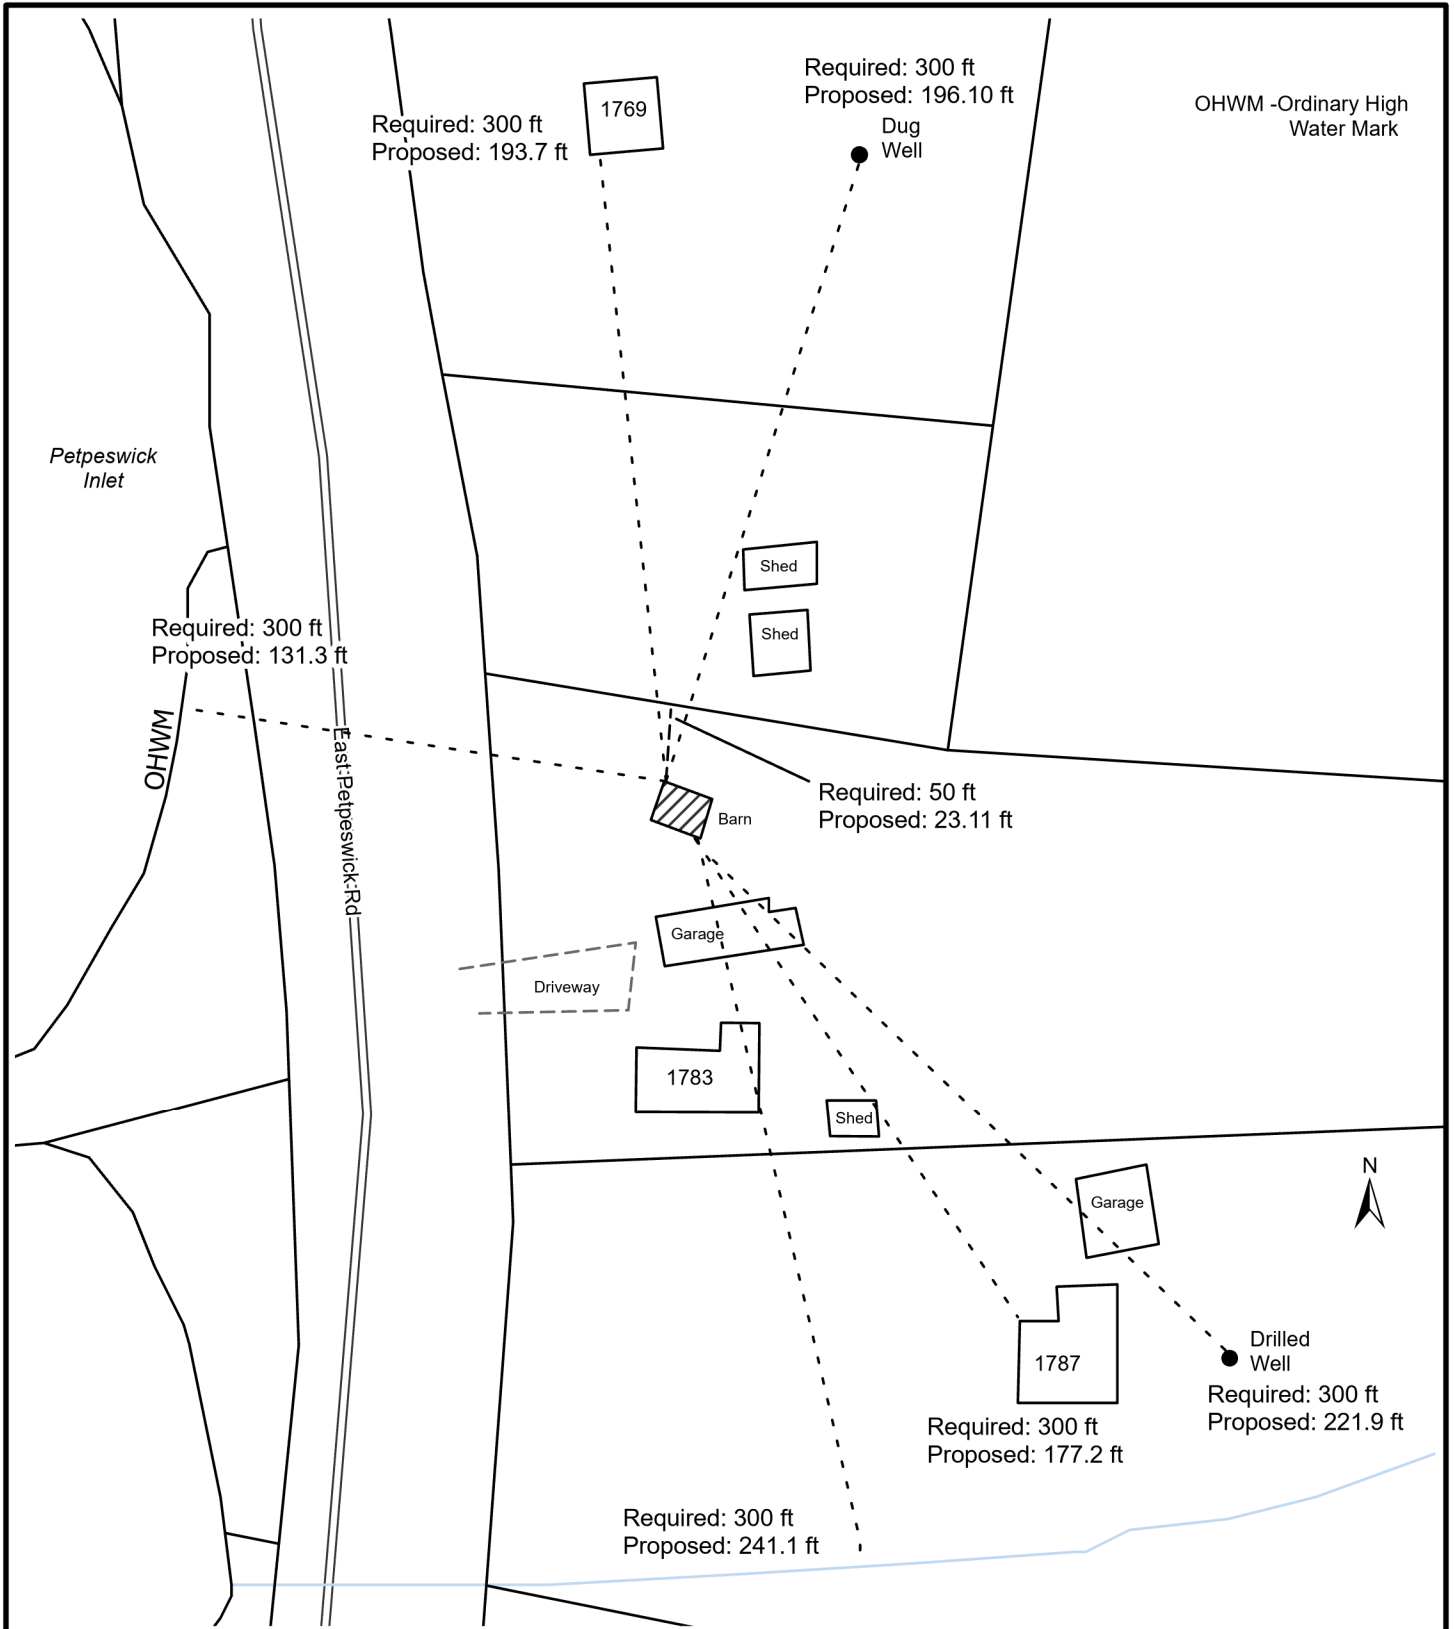 Required: 300 ft
Proposed: 196.10 ft
Dug
Well
OHWM -Ordinary High
Water Mark
1769
Required: 300 ft
Proposed: 193.7 ft
Petpeswick
Inlet
Shed
Shed
Required: 300 ft
Proposed: 131.3 ft
OHWM
East Petpeswick Rd
Required: 50 ft
Proposed: 23.11 ft
Barn
Garage
Driveway
1783
Shed
N
Garage
Drilled
Well
1787
Required: 300 ft
Proposed: 221.9 ft
Required: 300 ft
Proposed: 177.2 ft
Required: 300 ft
Proposed: 241.1 ft